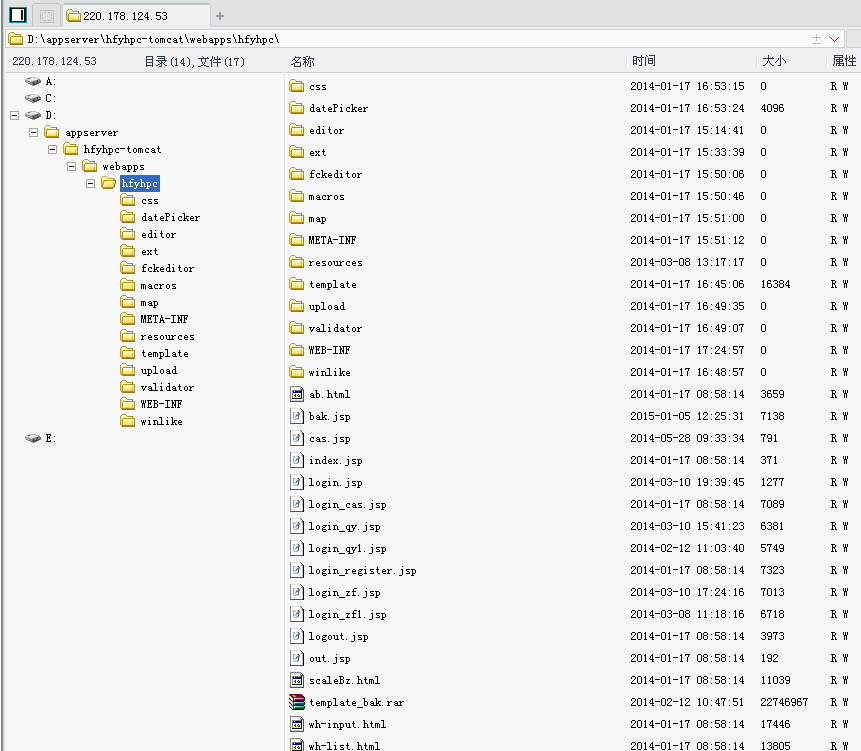 220.178.124.53
D:\appserver\hfyhpc-tomcat\webapps\hfyhpc\
220.178.124.53 目录(14),文件(17) 名称 时间 大小 属性
A:
C:
D:
appserver
hfyhpc-tomcat
webapps
hfyhpc
css
datePicker
editor
ext
fckeditor
macros
map
META-INF
resources
template
upload
validator
WEB-INF
winlike
E:
css 2014-01-17 16:53:15 0 R W
datePicker 2014-01-17 16:53:24 4096 R W
editor 2014-01-17 15:14:41 0 R W
ext 2014-01-17 15:33:39 0 R W
fckeditor 2014-01-17 15:50:06 0 R W
macros 2014-01-17 15:50:46 0 R W
map 2014-01-17 15:51:00 0 R W
META-INF 2014-01-17 15:51:12 0 R W
resources 2014-03-08 13:17:17 0 R W
template 2014-01-17 16:45:06 16384 R W
upload 2014-01-17 16:49:35 0 R W
validator 2014-01-17 16:49:07 0 R W
WEB-INF 2014-01-17 17:24:57 0 R W
winlike 2014-01-17 16:48:57 0 R W
ab.html 2014-01-17 08:58:14 3659 R W
bak.jsp 2015-01-05 12:25:31 7138 R W
cas.jsp 2014-05-28 09:33:34 791 R W
index.jsp 2014-01-17 08:58:14 371 R W
login.jsp 2014-03-10 19:39:45 1277 R W
login_cas.jsp 2014-01-17 08:58:14 7089 R W
login_qy.jsp 2014-03-10 15:41:23 6381 R W
login_qy1.jsp 2014-02-12 11:03:40 5749 R W
login_register.jsp 2014-01-17 08:58:14 7323 R W
login_zf.jsp 2014-03-10 17:24:16 7013 R W
login_zf1.jsp 2014-03-08 11:18:16 6718 R W
logout.jsp 2014-01-17 08:58:14 3973 R W
out.jsp 2014-01-17 08:58:14 192 R W
scaleBz.html 2014-01-17 08:58:14 11039 R W
template_bak.rar 2014-02-12 10:47:51 22746967 R W
wh-input.html 2014-01-17 08:58:14 17446 R W
wh-list.html 2014-01-17 08:58:14 13805 R W